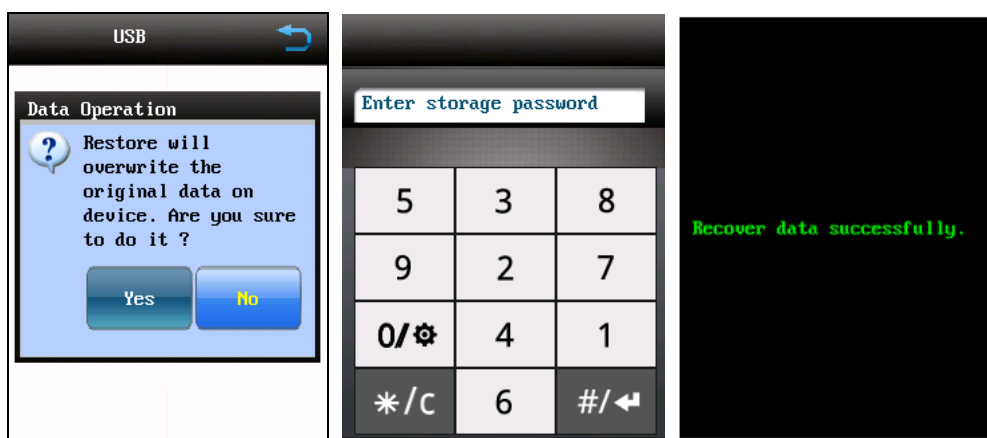 USB
Data Operation
Restore will
overwrite the
original data on
device. Are you sure
to do it ?
Yes
No
Enter storage password
5 3 8
9 2 7
0/⚙ 4 1
*/C 6 #/↵
Recover data successfully.